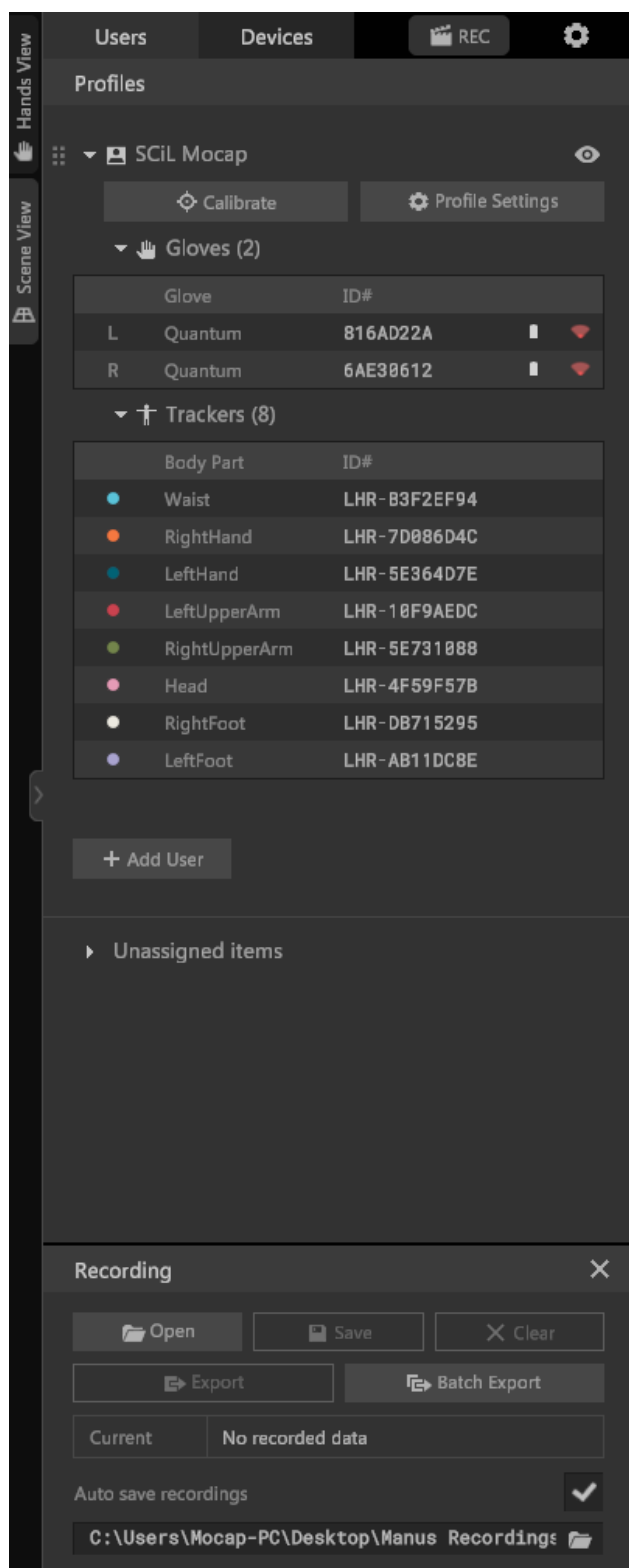 Hands View
Scene View
Users Devices REC
Profiles
SCiL Mocap
Calibrate Profile Settings
Gloves (2)
Glove ID#
L Quantum 816AD22A
R Quantum 6AE30612
Trackers (8)
Body Part ID#
Waist LHR-B3F2EF94
RightHand LHR-7D086D4C
LeftHand LHR-5E364D7E
LeftUpperArm LHR-10F9AEDC
RightUpperArm LHR-5E731088
Head LHR-4F59F57B
RightFoot LHR-DB715295
LeftFoot LHR-AB11DC8E
+ Add User
Unassigned items
Recording
Open Save Clear
Export Batch Export
Current No recorded data
Auto save recordings
C:\Users\Mocap-PC\Desktop\Manus Recordings